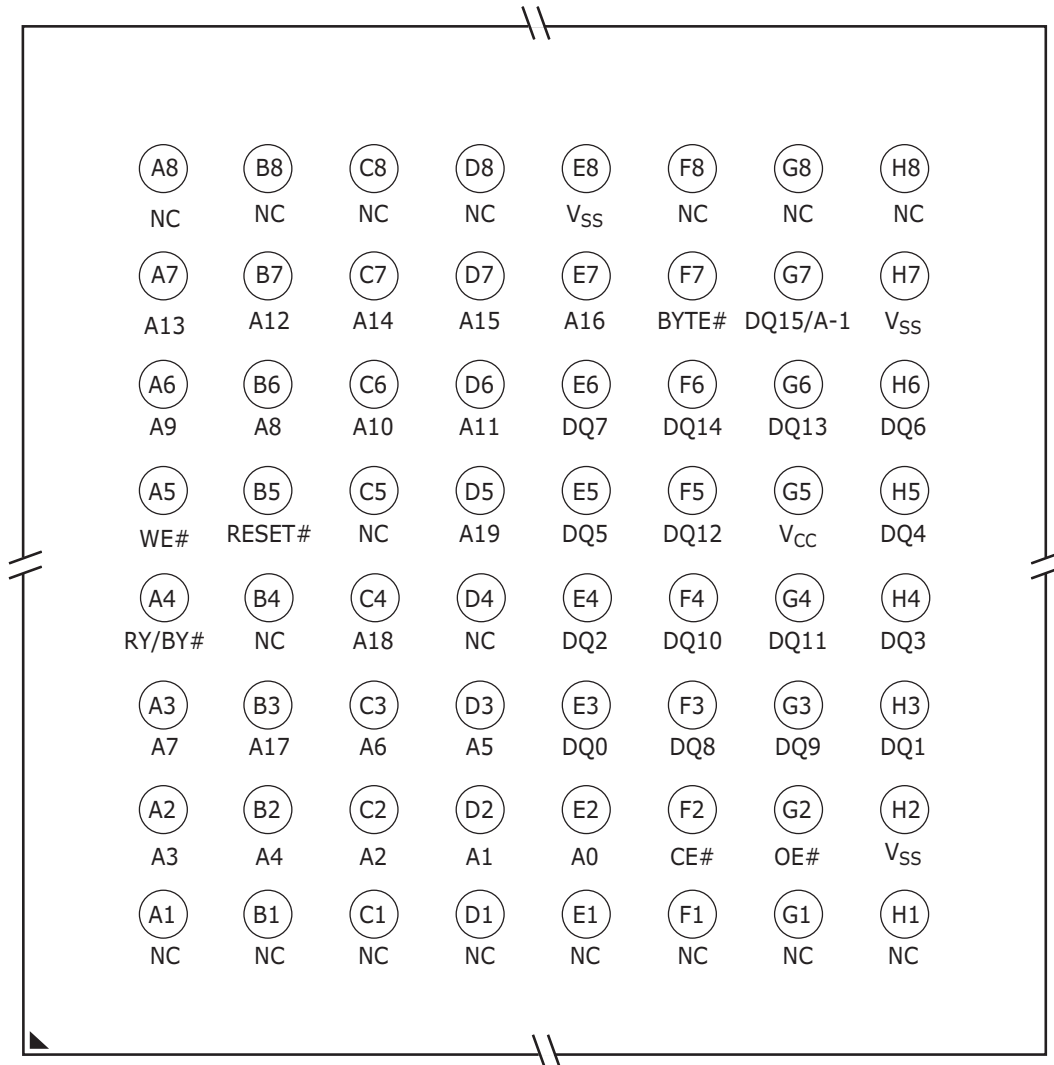 A8 B8 C8 D8 E8 F8 G8 H8
NC NC NC NC VSS NC NC NC
A7 B7 C7 D7 E7 F7 G7 H7
A13 A12 A14 A15 A16 BYTE# DQ15/A-1 VSS
A6 B6 C6 D6 E6 F6 G6 H6
A9 A8 A10 A11 DQ7 DQ14 DQ13 DQ6
A5 B5 C5 D5 E5 F5 G5 H5
WE# RESET# NC A19 DQ5 DQ12 VCC DQ4
A4 B4 C4 D4 E4 F4 G4 H4
RY/BY# NC A18 NC DQ2 DQ10 DQ11 DQ3
A3 B3 C3 D3 E3 F3 G3 H3
A7 A17 A6 A5 DQ0 DQ8 DQ9 DQ1
A2 B2 C2 D2 E2 F2 G2 H2
A3 A4 A2 A1 A0 CE# OE# VSS
A1 B1 C1 D1 E1 F1 G1 H1
NC NC NC NC NC NC NC NC